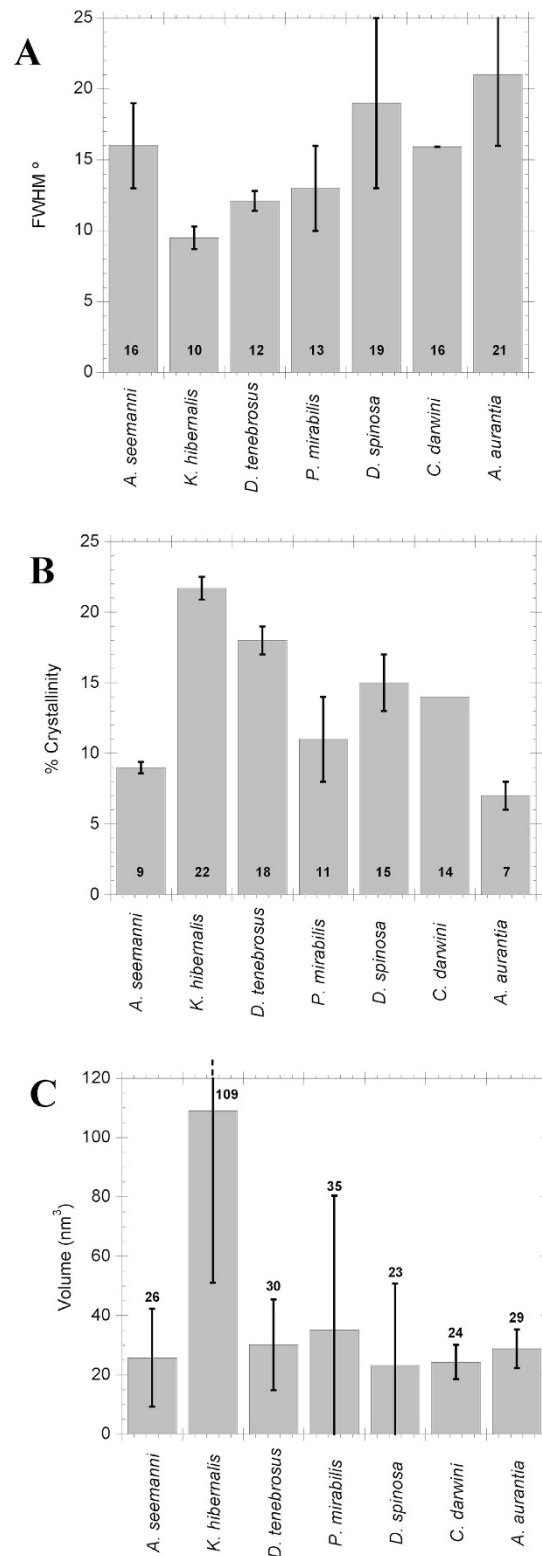 A
25
20
15
10
5
0
FWHM º
16
10
12
13
19
16
21
A. seemanni
K. hibernalis
D. tenebrosus
P. mirabilis
D. spinosa
C. darwini
A. aurantia
B
25
20
15
10
5
0
% Crystallinity
9
22
18
11
15
14
7
A. seemanni
K. hibernalis
D. tenebrosus
P. mirabilis
D. spinosa
C. darwini
A. aurantia
C
120
100
80
60
40
20
0
Volume (nm³)
26
109
30
35
23
24
29
A. seemanni
K. hibernalis
D. tenebrosus
P. mirabilis
D. spinosa
C. darwini
A. aurantia